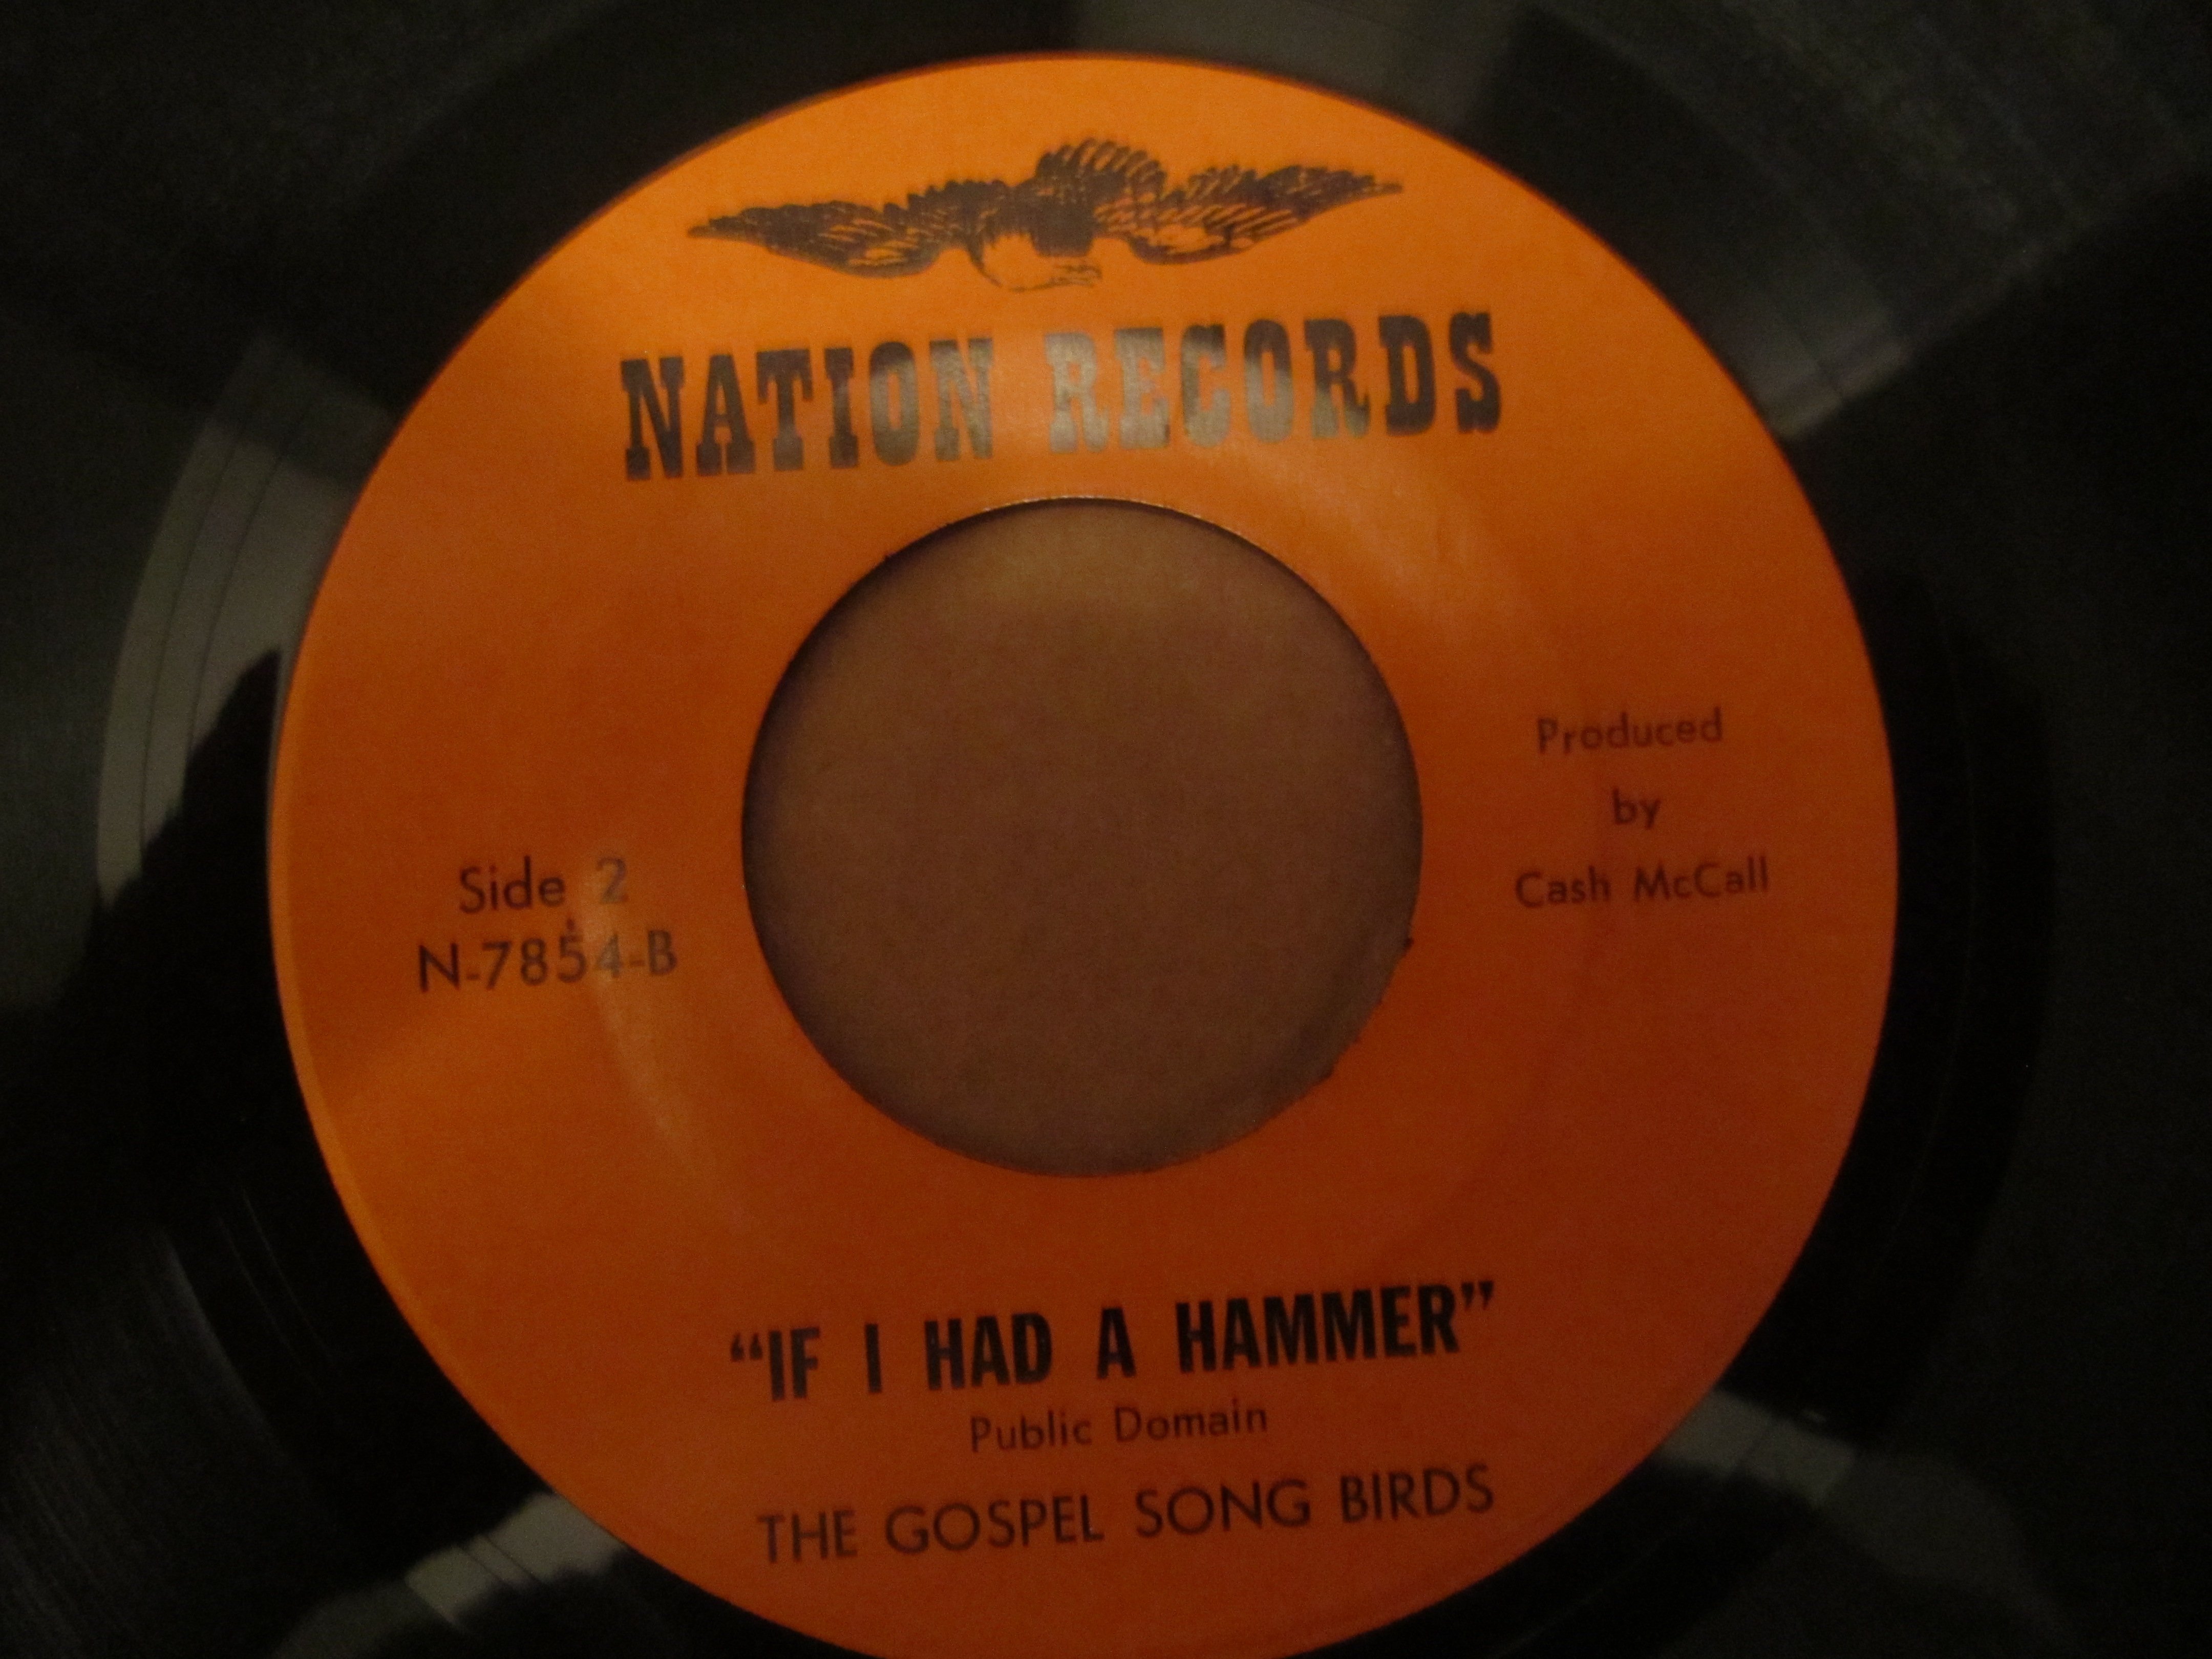 NATION RECORDS
Side 2
N-7854-B
Produced
by
Cash McCall
“IF I HAD A HAMMER”
Public Domain
THE GOSPEL SONG BIRDS